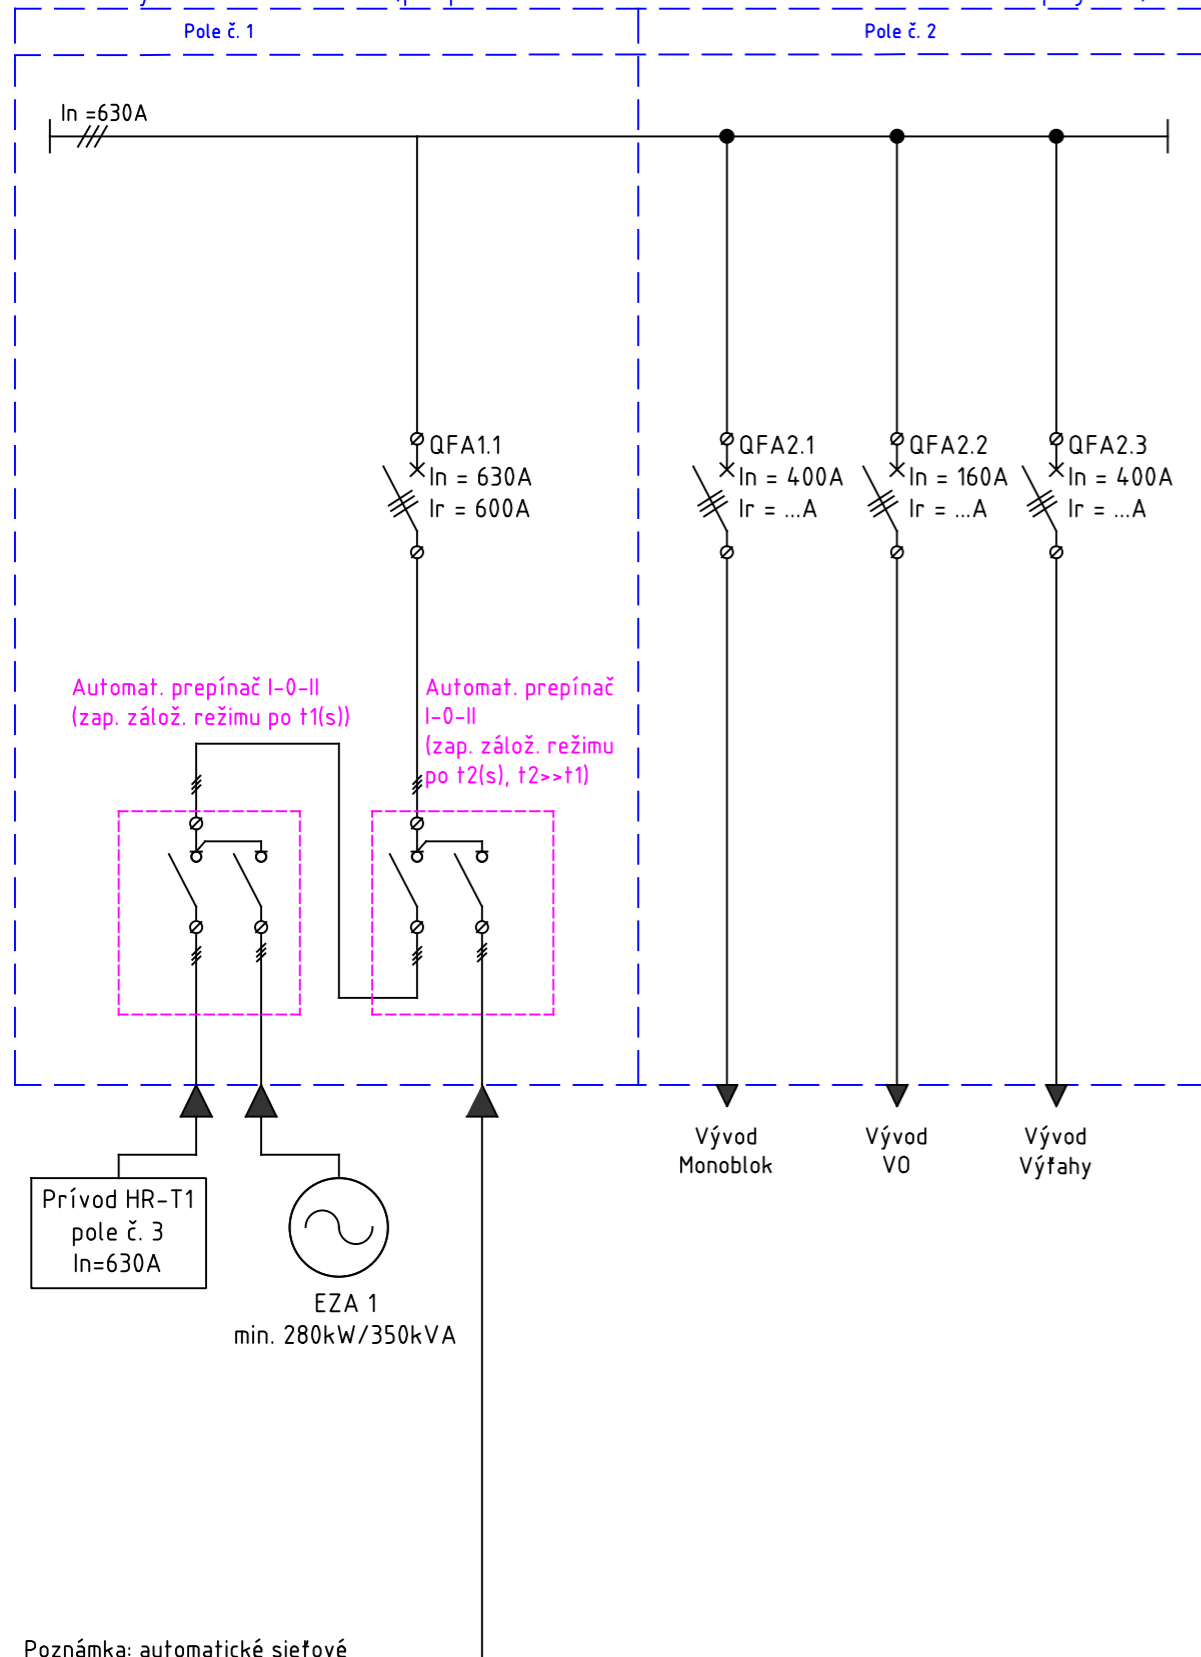 Pole č. 1
Pole č. 2
In =630A
QFA1.1
In = 630A
Ir = 600A
QFA2.1
In = 400A
Ir = ...A
QFA2.2
In = 160A
Ir = ...A
QFA2.3
In = 400A
Ir = ...A
Automat. prepínač I-0-II
(zap. zálož. režimu po t1(s))
Automat. prepínač
I-0-II
(zap. zálož. režimu
po t2(s), t2>>t1)
Vývod
Monoblok
Vývod
VO
Vývod
Výťahy
Prívod HR-T1
pole č. 3
In=630A
EZA 1
min. 280kW/350kVA
Poznámka: automatické sieťové